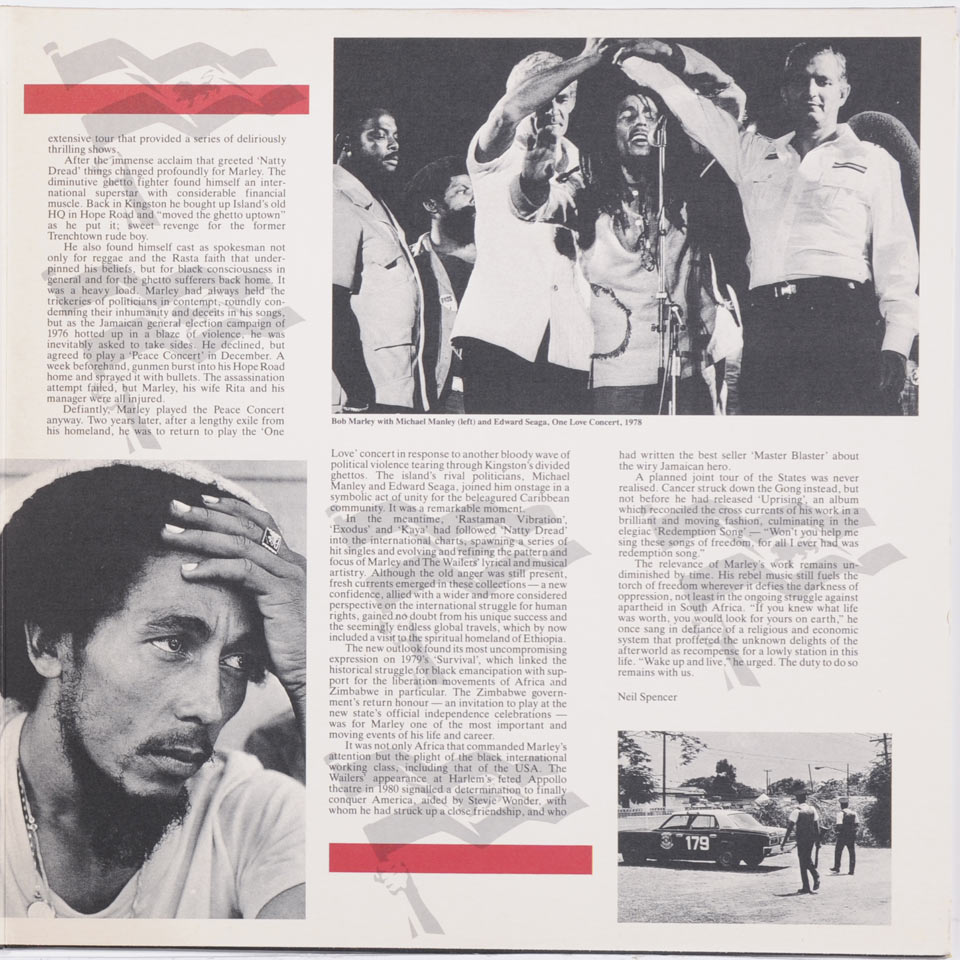 extensive tour that provided a series of deliriously
thrilling shows.
After the immense acclaim that greeted ‘Natty
Dread’ things changed profoundly for Marley. The
diminutive ghetto fighter found himself an inter-
national superstar with considerable financial
muscle. Back in Kingston he bought up Island's old
HQ in Hope Road and “moved the ghetto uptown”
as he put it; sweet revenge for the former
Trenchtown rude boy.
He also found himself cast as spokesman not
only for reggae and the Rasta faith that under-
pinned his beliefs, but for black consciousness in
general and for the ghetto sufferers back home. It
was a heavy load. Marley had always held the
trickeries of politicians in contempt, roundly con-
demning their inhumanity and deceits in his songs,
but as the Jamaican general election campaign of
1976 hotted up in a blaze of violence, he was
inevitably asked to take sides. He declined, but
agreed to play a ‘Peace Concert’ in December. A
week beforehand, gunmen burst into his Hope Road
home and sprayed it with bullets. The assassination
attempt failed, but Marley, his wife Rita and his
manager were all injured.
Defiantly, Marley played the Peace Concert
anyway. Two years later, after a lengthy exile from
his homeland, he was to return to play the ‘One
Bob Marley with Michael Manley (left) and Edward Seaga, One Love Concert, 1978
Love’ concert in response to another bloody wave of
political violence tearing through Kingston's divided
ghettos. The island's rival politicians, Michael
Manley and Edward Seaga, joined him onstage in a
symbolic act of unity for the beleagured Caribbean
community. It was a remarkable moment.
In the meantime, ‘Rastaman Vibration’,
‘Exodus’ and ‘Kaya’ had followed ‘Natty Dread’
into the international charts, spawning a series of
hit singles and evolving and refining the pattern and
focus of Marley and The Wailers' lyrical and musical
artistry. Although the old anger was still present,
fresh currents emerged in these collections — a new
confidence, allied with a wider and more considered
perspective on the international struggle for human
rights, gained no doubt from his unique success and
the seemingly endless global travels, which by now
included a visit to the spiritual homeland of Ethiopia.
The new outlook found its most uncompromising
expression on 1979's ‘Survival’, which linked the
historical struggle for black emancipation with sup-
port for the liberation movements of Africa and
Zimbabwe in particular. The Zimbabwe govern-
ment's return honour — an invitation to play at the
new state's official independence celebrations —
was for Marley one of the most important and
moving events of his life and career.
It was not only Africa that commanded Marley's
attention but the plight of the black international
working class, including that of the USA. The
Wailers' appearance at Harlem's feted Appollo
theatre in 1980 signalled a determination to finally
conquer America, aided by Stevie Wonder, with
whom he had struck up a close friendship, and who
had written the best seller ‘Master Blaster’ about
the wiry Jamaican hero.
A planned joint tour of the States was never
realised. Cancer struck down the Gong instead, but
not before he had released ‘Uprising’, an album
which reconciled the cross currents of his work in a
brilliant and moving fashion, culminating in the
elegiac ‘Redemption Song’ — “Won't you help me
sing these songs of freedom, for all I ever had was
redemption song.”
The relevance of Marley's work remains un-
diminished by time. His rebel music still fuels the
torch of freedom wherever it defies the darkness of
oppression, not least in the ongoing struggle against
apartheid in South Africa. “If you knew what life
was worth, you would look for yours on earth,” he
once sang in defiance of a religious and economic
system that proffered the unknown delights of the
afterworld as recompense for a lowly station in this
life. “Wake up and live,” he urged. The duty to do so
remains with us.
Neil Spencer
179